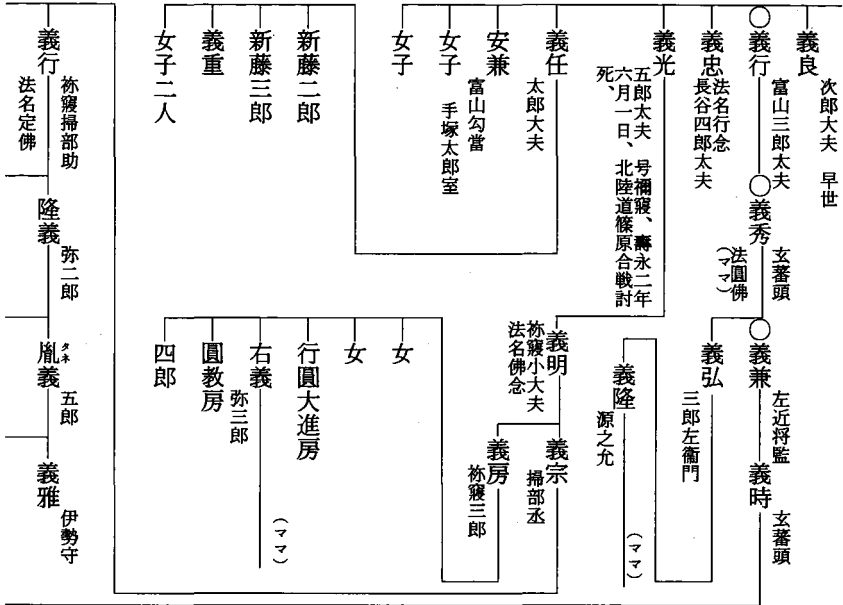 義良
次郎大夫 早世
○義行
富山三郎太夫
○義秀
玄蕃頭
法圓佛
(ママ)
○義兼
左近将監
義時
玄蕃頭
義弘
三郎左衞門
義隆
源之允
(ママ)
義忠
法名行念
長谷四郎太夫
義光
五郎太夫 号禰寢、壽永二年
六月一日、北陸道篠原合戦討
死、
義明
祢寢小大夫
法名佛念
義宗
掃部丞
義房
祢寢三郎
義任
太郎大夫
安兼
富山勾當
女子
手塚太郎室
女子
新藤二郎
新藤三郎
義重
女子二人
女
女
行圓大進房
右義
弥三郎
(ママ)
圓教房
四郎
義行
祢寢掃部助
法名定佛
隆義
弥二郎
胤義
タネ
五郎
義雅
伊勢守